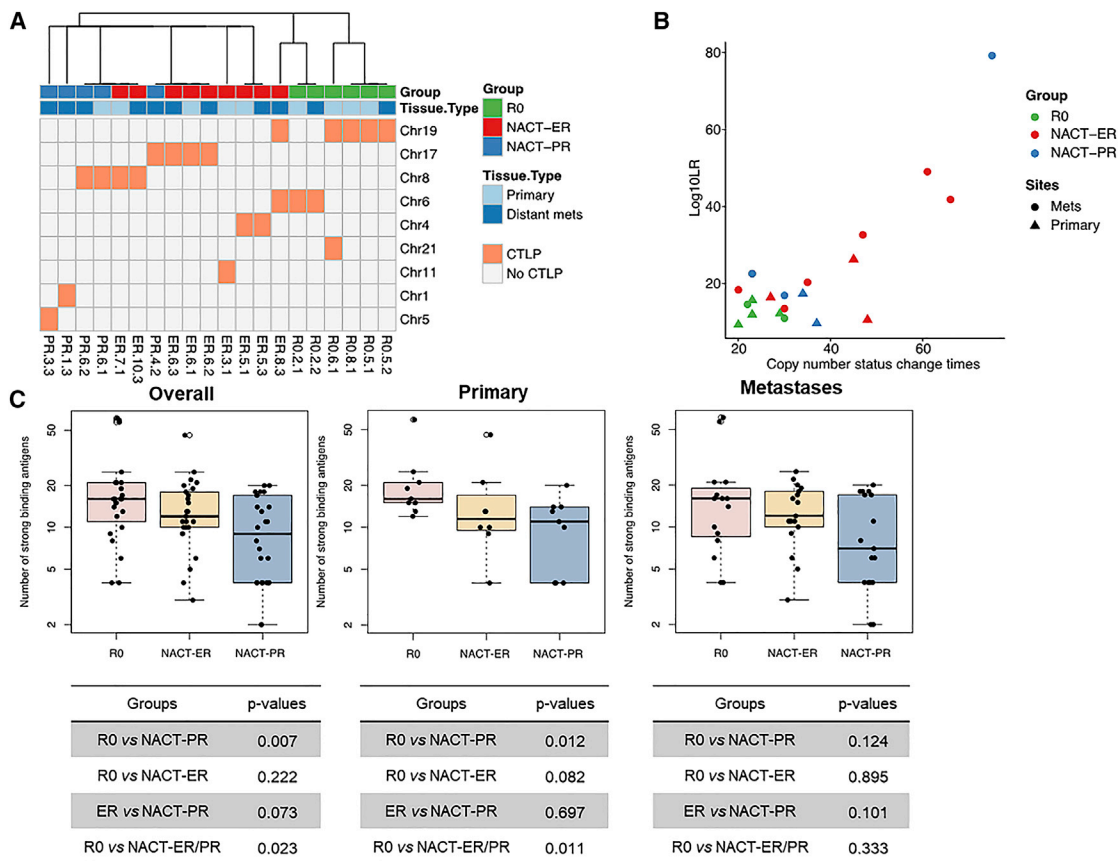 A
Group
Tissue.Type
Chr19
Chr17
Chr8
Chr6
Chr4
Chr21
Chr11
Chr1
Chr5
PR.3.3
PR.1.3
PR.6.2
PR.6.1
ER.7.1
ER.10.3
PR.4.2
ER.6.3
ER.6.1
ER.6.2
ER.3.1
ER.5.1
ER.5.3
ER.8.3
R0.2.1
R0.2.2
R0.6.1
R0.8.1
R0.5.1
R0.5.2
Group
R0
NACT-ER
NACT-PR
Tissue.Type
Primary
Distant mets
CTLP
No CTLP
B
Log10LR
80
60
40
20
20 40 60
Copy number status change times
Group
R0
NACT-ER
NACT-PR
Sites
Mets
Primary
C
Overall
Number of strong binding antigens
50
20
10
5
2
R0 NACT-ER NACT-PR
Primary
Number of strong binding antigens
50
20
10
5
2
R0 NACT-ER NACT-PR
Metastases
Number of strong binding antigens
50
20
10
5
2
R0 NACT-ER NACT-PR
Groups p-values
R0 vs NACT-PR 0.007
R0 vs NACT-ER 0.222
ER vs NACT-PR 0.073
R0 vs NACT-ER/PR 0.023
Groups p-values
R0 vs NACT-PR 0.012
R0 vs NACT-ER 0.082
ER vs NACT-PR 0.697
R0 vs NACT-ER/PR 0.011
Groups p-values
R0 vs NACT-PR 0.124
R0 vs NACT-ER 0.895
ER vs NACT-PR 0.101
R0 vs NACT-ER/PR 0.333